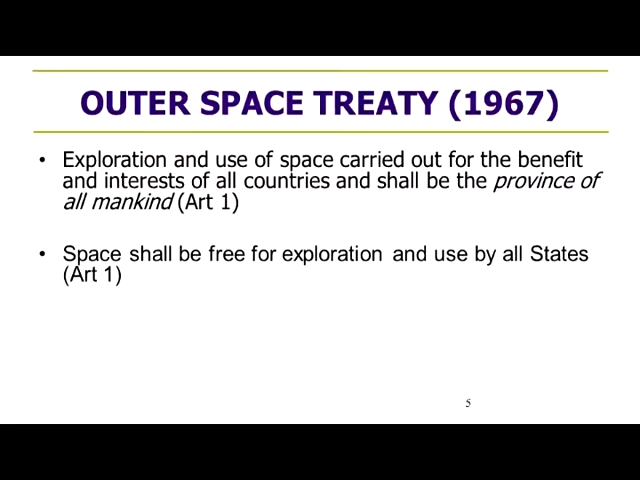 OUTER SPACE TREATY (1967)
• Exploration and use of space carried out for the benefit
and interests of all countries and shall be the province of
all mankind (Art 1)
• Space shall be free for exploration and use by all States
(Art 1)
5